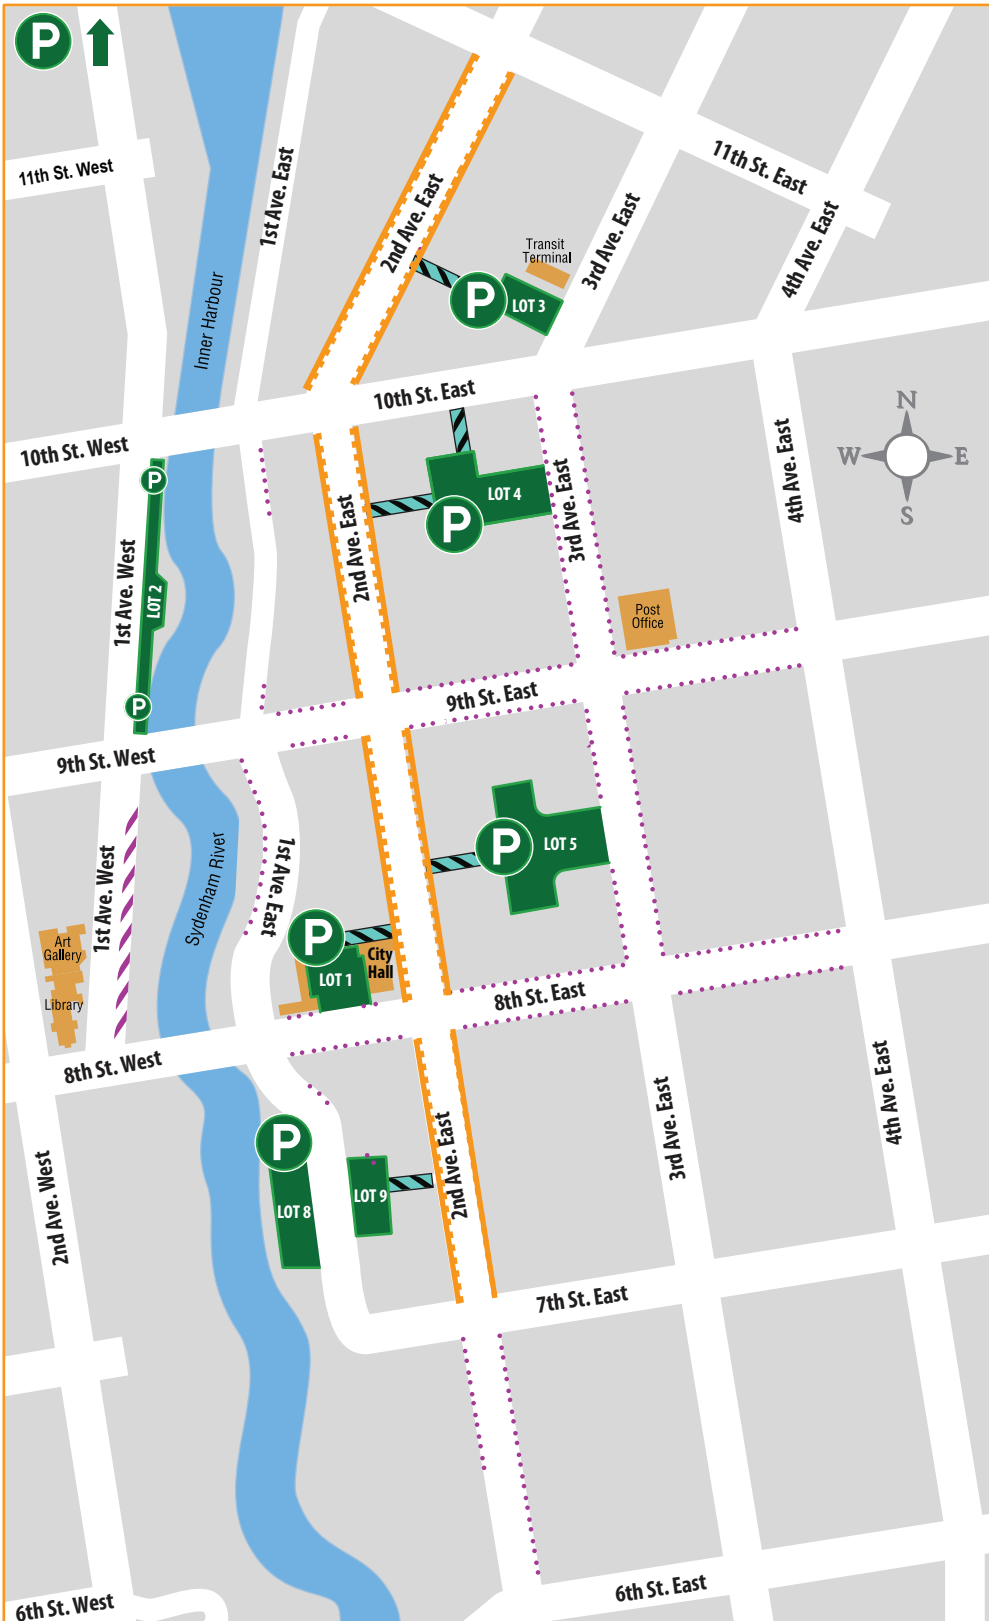 P
11th St. West
1st Ave. East
2nd Ave. East
11th St. East
3rd Ave. East
4th Ave. East
Transit
Terminal
P
LOT 3
Inner Harbour
10th St. East
10th St. West
N
W
E
S
4th Ave. East
P
LOT 4
P
3rd Ave. East
2nd Ave. East
1st Ave. West
LOT 2
Post
Office
P
9th St. East
9th St. West
P
LOT 5
1st Ave. East
Sydenham River
1st Ave. West
P
City
Hall
LOT 1
Art
Gallery
Library
8th St. East
8th St. West
P
LOT 8
LOT 9
2nd Ave. East
3rd Ave. East
4th Ave. East
2nd Ave. West
7th St. East
6th St. East
6th St. West